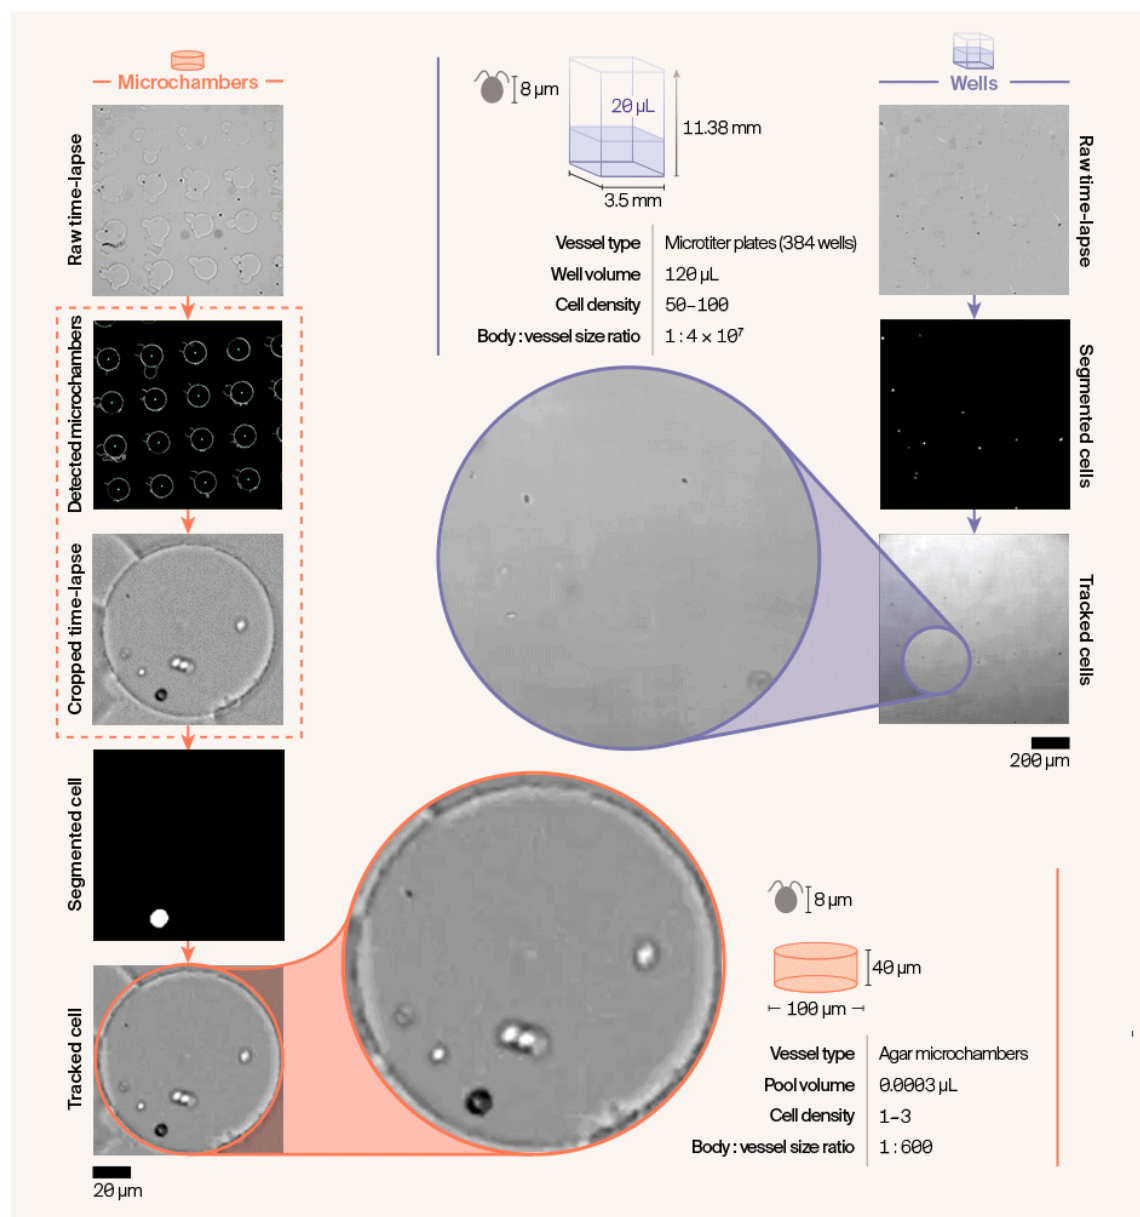 Microchambers
Raw time-lapse
Detected microchambers
Cropped time-lapse
Segmented cell
Tracked cell
20 µm
8 µm
20 µL
11.38 mm
3.5 mm
Vessel type Microtiter plates (384 wells)
Well volume 120 µL
Cell density 50–100
Body : vessel size ratio 1 : 4 × 10⁷
Wells
Raw time-lapse
Segmented cells
Tracked cells
200 µm
8 µm
40 µm
100 µm
Vessel type Agar microchambers
Pool volume 0.0003 µL
Cell density 1–3
Body : vessel size ratio 1 : 600